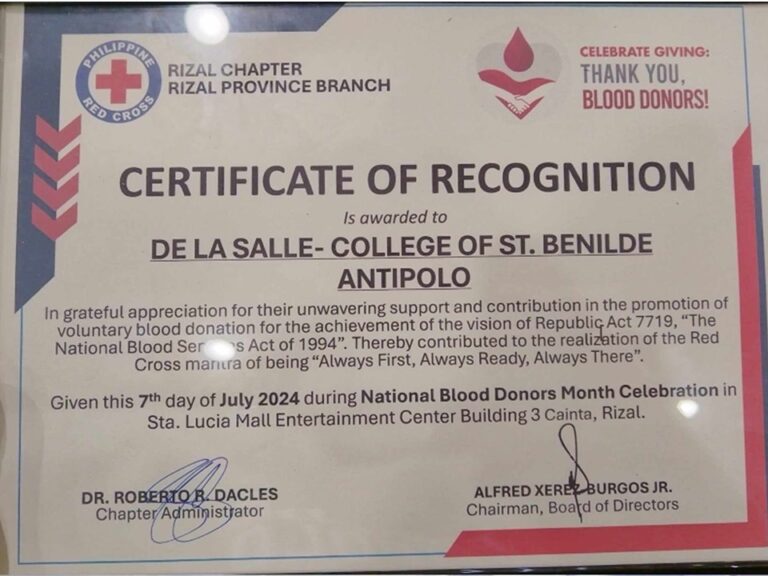 PHILIPPINE
RED CROSS
RIZAL CHAPTER
RIZAL PROVINCE BRANCH
CELEBRATE GIVING:
THANK YOU,
BLOOD DONORS!
CERTIFICATE OF RECOGNITION
Is awarded to
DE LA SALLE- COLLEGE OF ST. BENILDE
ANTIPOLO
In grateful appreciation for their unwavering support and contribution in the promotion of
voluntary blood donation for the achievement of the vision of Republic Act 7719, “The
National Blood Services Act of 1994”. Thereby contributed to the realization of the Red
Cross mantra of being “Always First, Always Ready, Always There”.
Given this 7th day of July 2024 during National Blood Donors Month Celebration in
Sta. Lucia Mall Entertainment Center Building 3 Cainta, Rizal.
DR. ROBERTO R. DACLES
Chapter Administrator
ALFRED XEREZ-BURGOS JR.
Chairman, Board of Directors